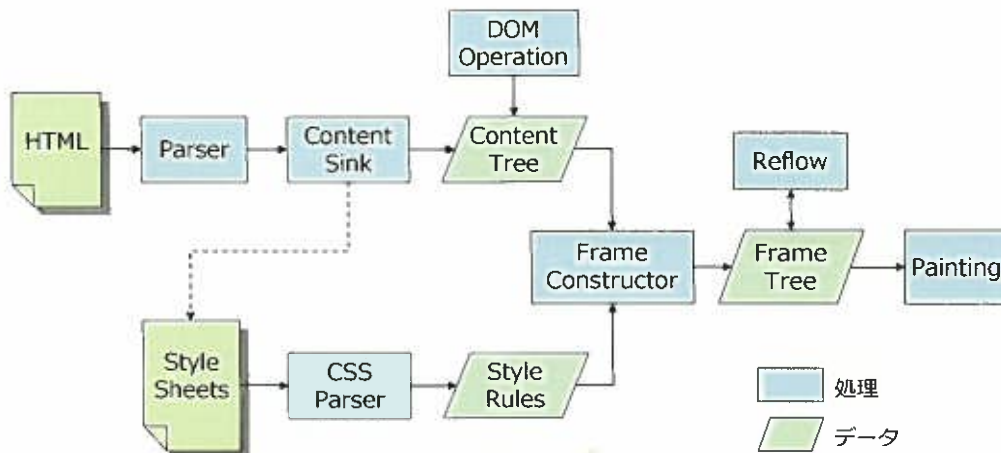 DOM
Operation
HTML
Parser
Content
Sink
Content
Tree
Reflow
Frame
Constructor
Frame
Tree
Painting
Style
Sheets
CSS
Parser
Style
Rules
処理
データ